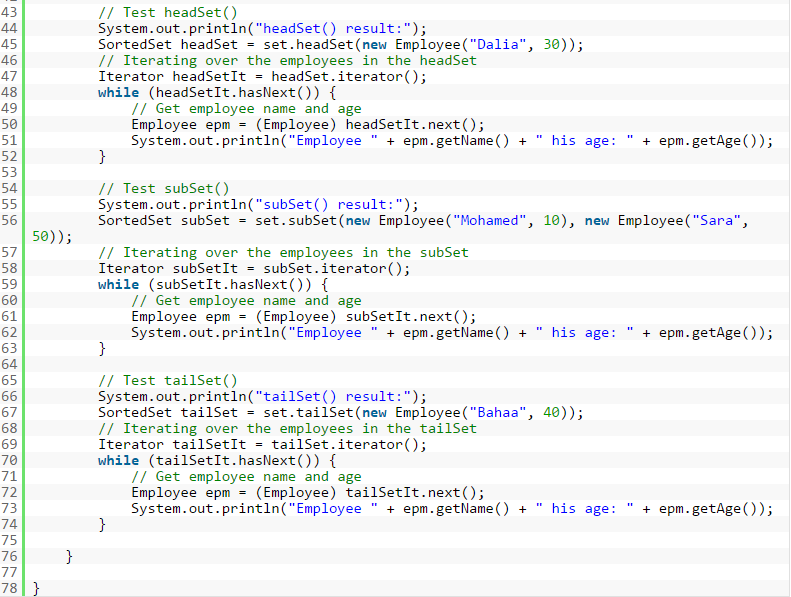 43         // Test headSet()
44         System.out.println("headSet() result:");
45         SortedSet headSet = set.headSet(new Employee("Dalia", 30));
46         // Iterating over the employees in the headSet
47         Iterator headSetIt = headSet.iterator();
48         while (headSetIt.hasNext()) {
49             // Get employee name and age
50             Employee epm = (Employee) headSetIt.next();
51             System.out.println("Employee " + epm.getName() + " his age: " + epm.getAge());
52         }
53
54         // Test subSet()
55         System.out.println("subSet() result:");
56         SortedSet subSet = set.subSet(new Employee("Mohamed", 10), new Employee("Sara",
50));
57         // Iterating over the employees in the subSet
58         Iterator subSetIt = subSet.iterator();
59         while (subSetIt.hasNext()) {
60             // Get employee name and age
61             Employee epm = (Employee) subSetIt.next();
62             System.out.println("Employee " + epm.getName() + " his age: " + epm.getAge());
63         }
64
65         // Test tailSet()
66         System.out.println("tailSet() result:");
67         SortedSet tailSet = set.tailSet(new Employee("Bahaa", 40));
68         // Iterating over the employees in the tailSet
69         Iterator tailSetIt = tailSet.iterator();
70         while (tailSetIt.hasNext()) {
71             // Get employee name and age
72             Employee epm = (Employee) tailSetIt.next();
73             System.out.println("Employee " + epm.getName() + " his age: " + epm.getAge());
74         }
75
76     }
77
78 }